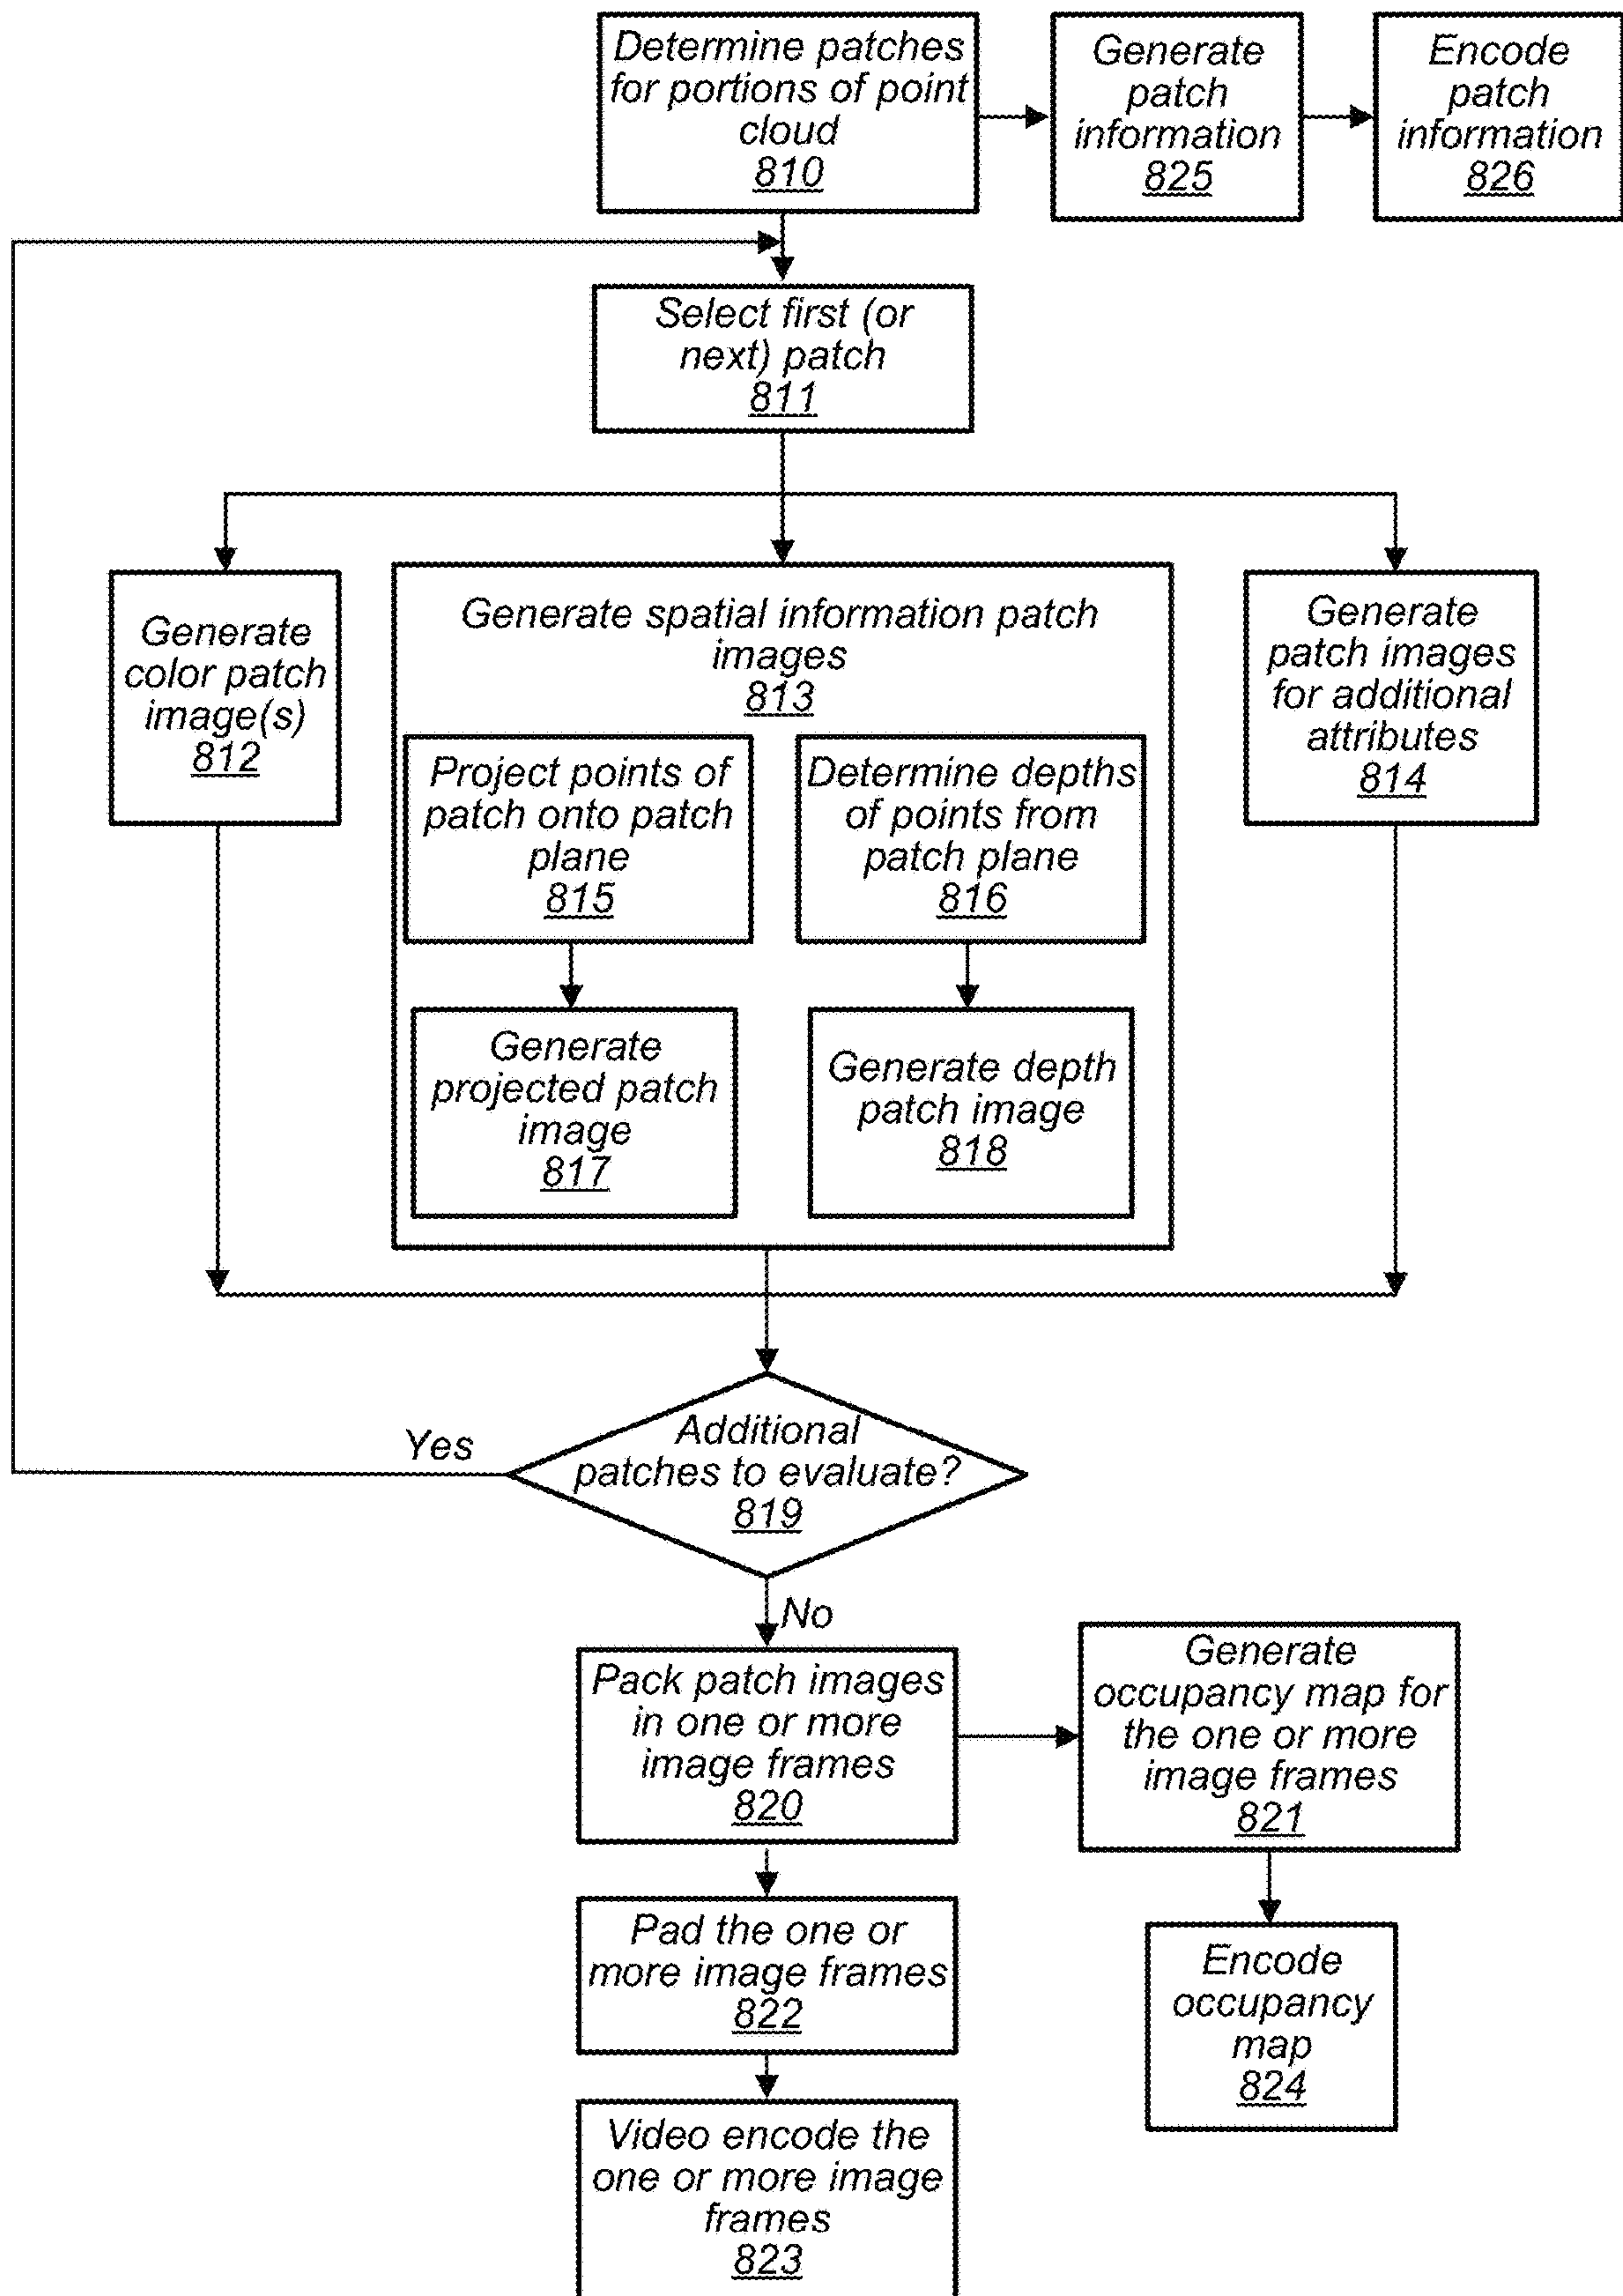 Determine patches
for portions of point
cloud
810
Generate
patch
information
825
Encode
patch
information
826
Select first (or
next) patch
811
Generate
color patch
image(s)
812
Generate spatial information patch
images
813
Project points of
patch onto patch
plane
815
Determine depths
of points from
patch plane
816
Generate
projected patch
image
817
Generate depth
patch image
818
Generate
patch images
for additional
attributes
814
Additional
patches to evaluate?
819
Yes
No
Pack patch images
in one or more
image frames
820
Generate
occupancy map for
the one or more
image frames
821
Pad the one or
more image frames
822
Encode
occupancy
map
824
Video encode the
one or more image
frames
823